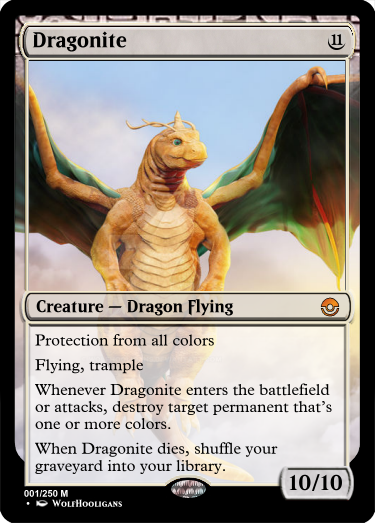 Dragonite 11
Creature — Dragon Flying
Protection from all colors
Flying, trample
Whenever Dragonite enters the battlefield
or attacks, destroy target permanent that's
one or more colors.
When Dragonite dies, shuffle your
graveyard into your library.
10/10
001/250 M
• WolfHooligans